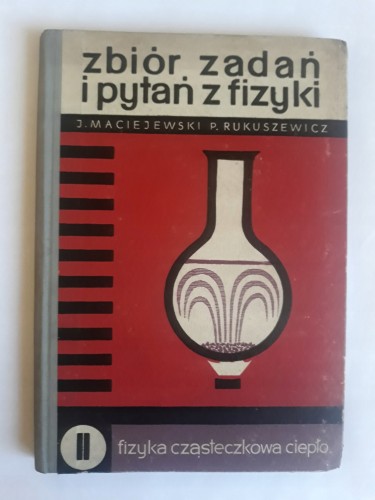 zbiór zadań
i pytań z fizyki
J. MACIEJEWSKI P. RUKUSZEWICZ
II fizyka cząsteczkowa ciepło